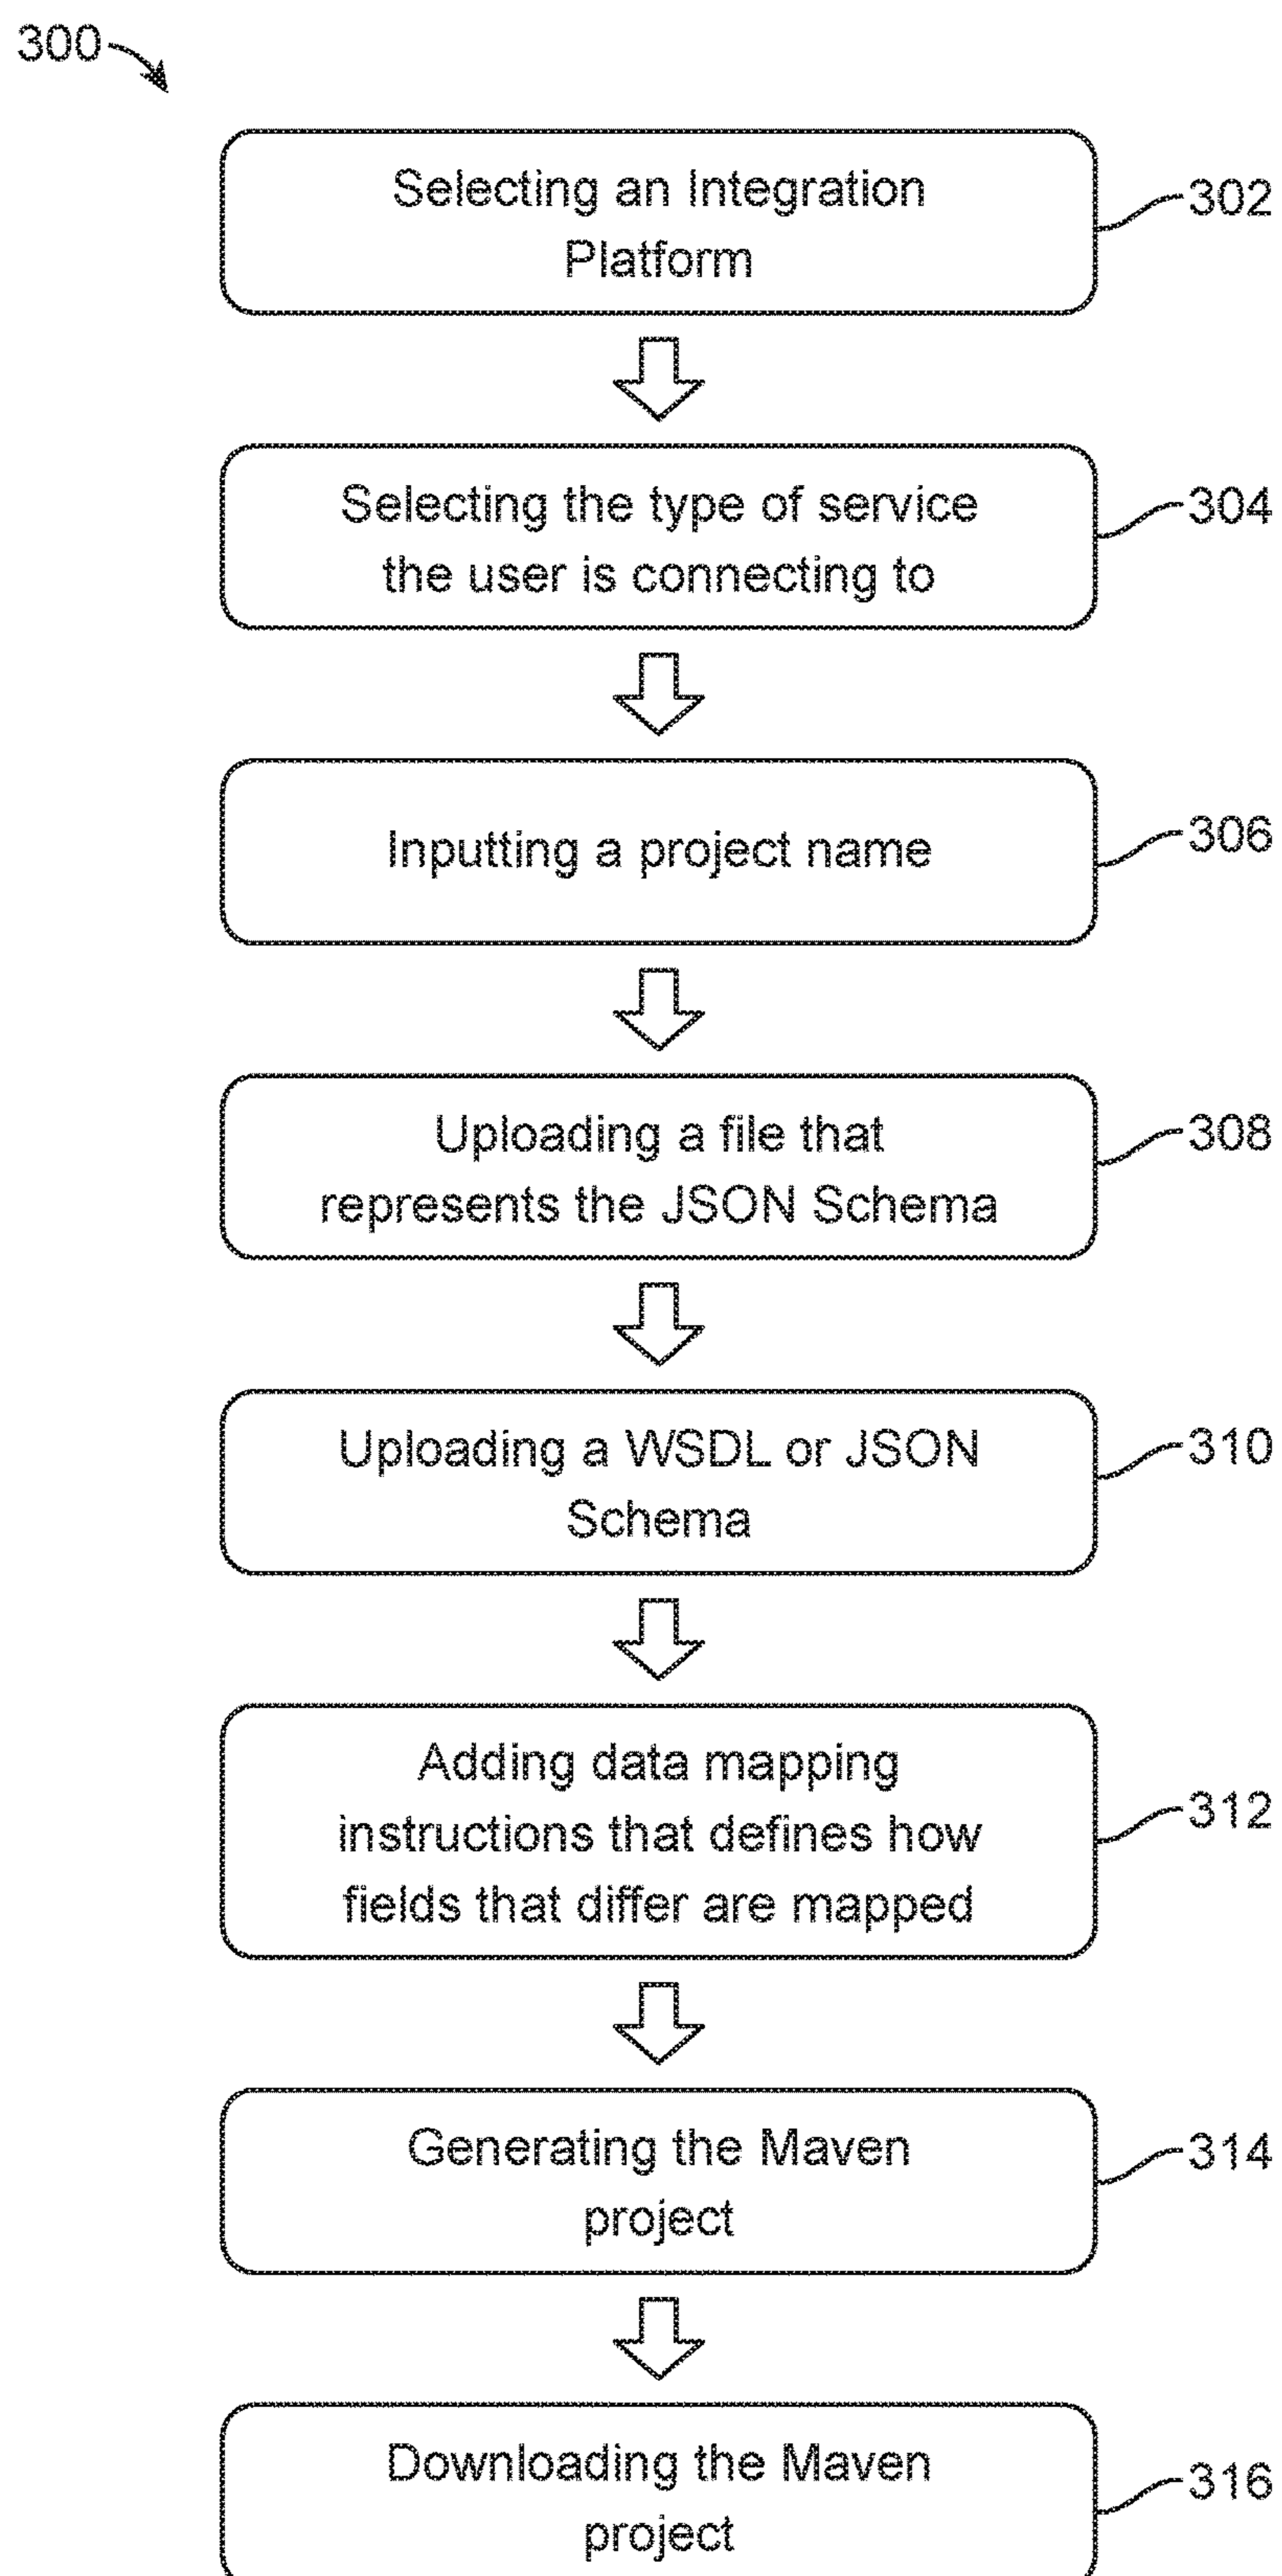 300
Selecting an Integration
Platform
302
Selecting the type of service
the user is connecting to
304
Inputting a project name
306
Uploading a file that
represents the JSON Schema
308
Uploading a WSDL or JSON
Schema
310
Adding data mapping
instructions that defines how
fields that differ are mapped
312
Generating the Maven
project
314
Downloading the Maven
project
316